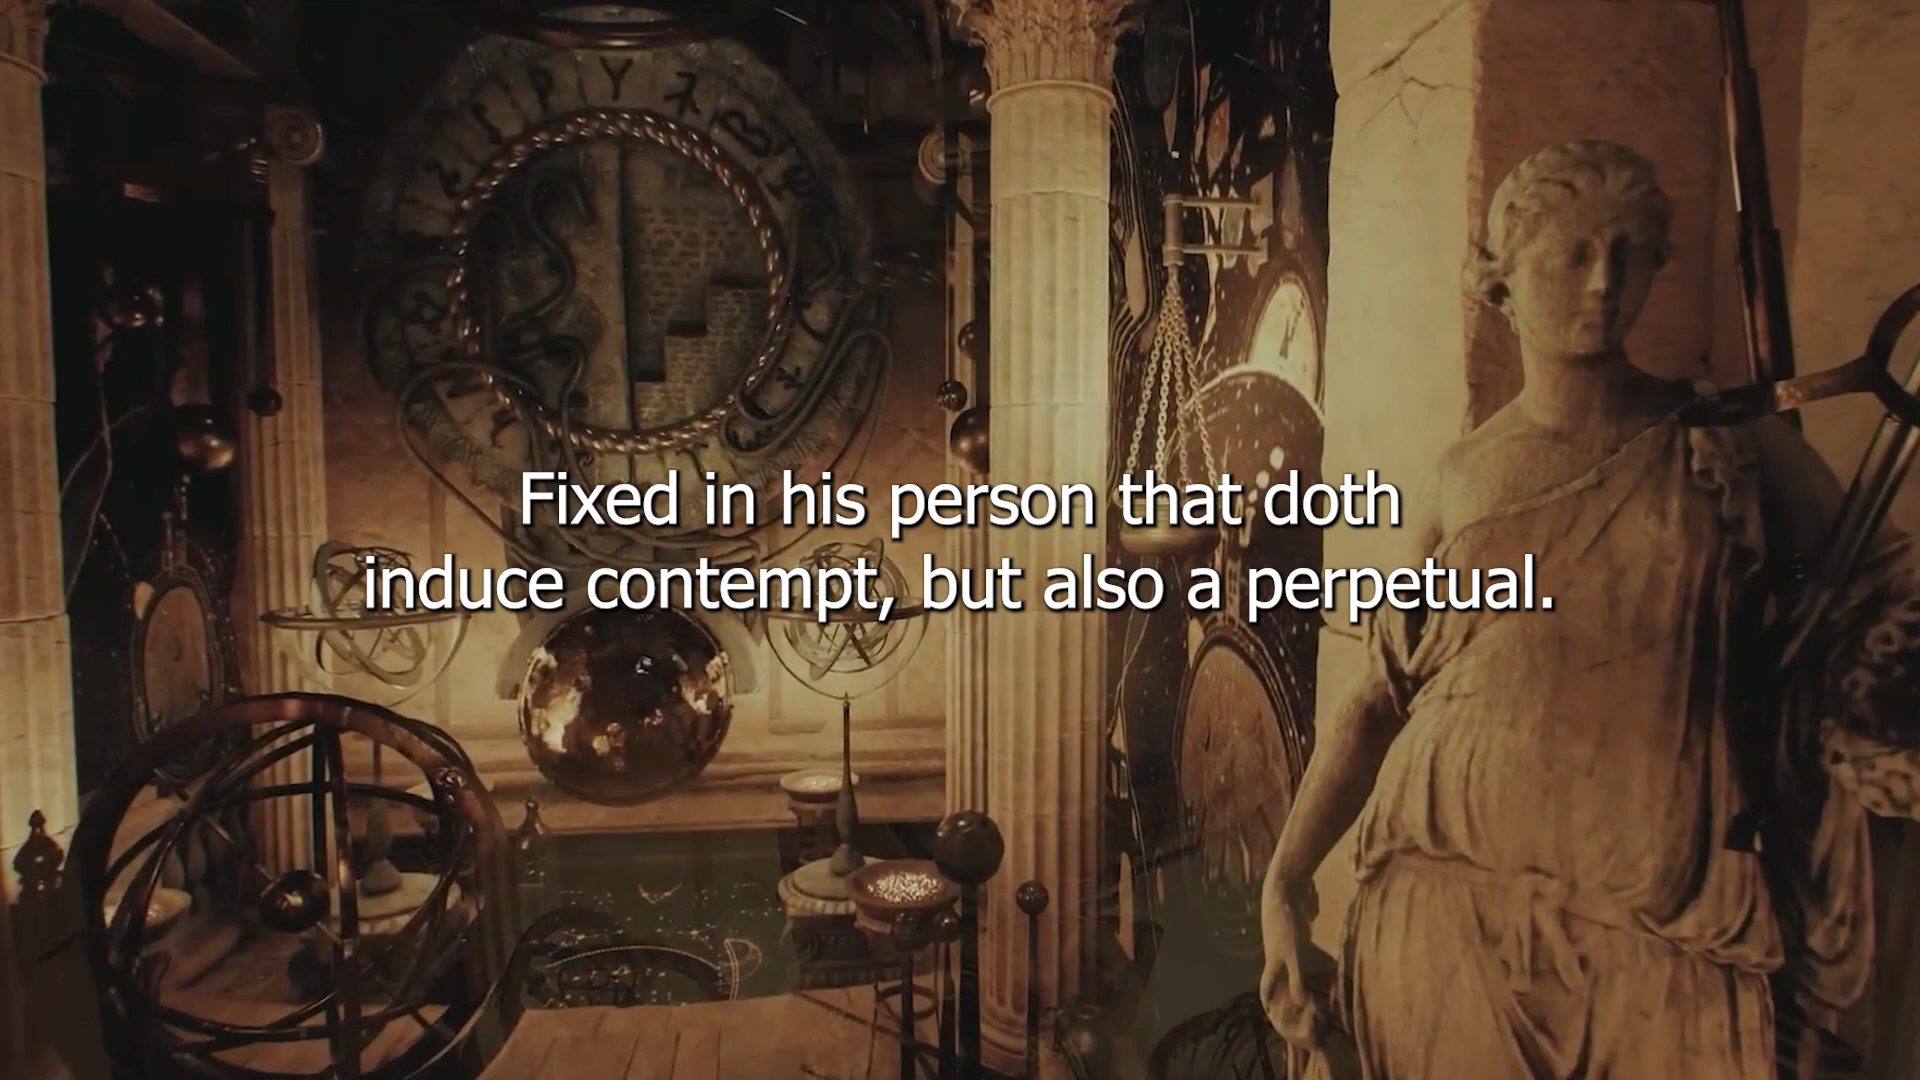 Fixed in his person that doth
induce contempt, but also a perpetual.